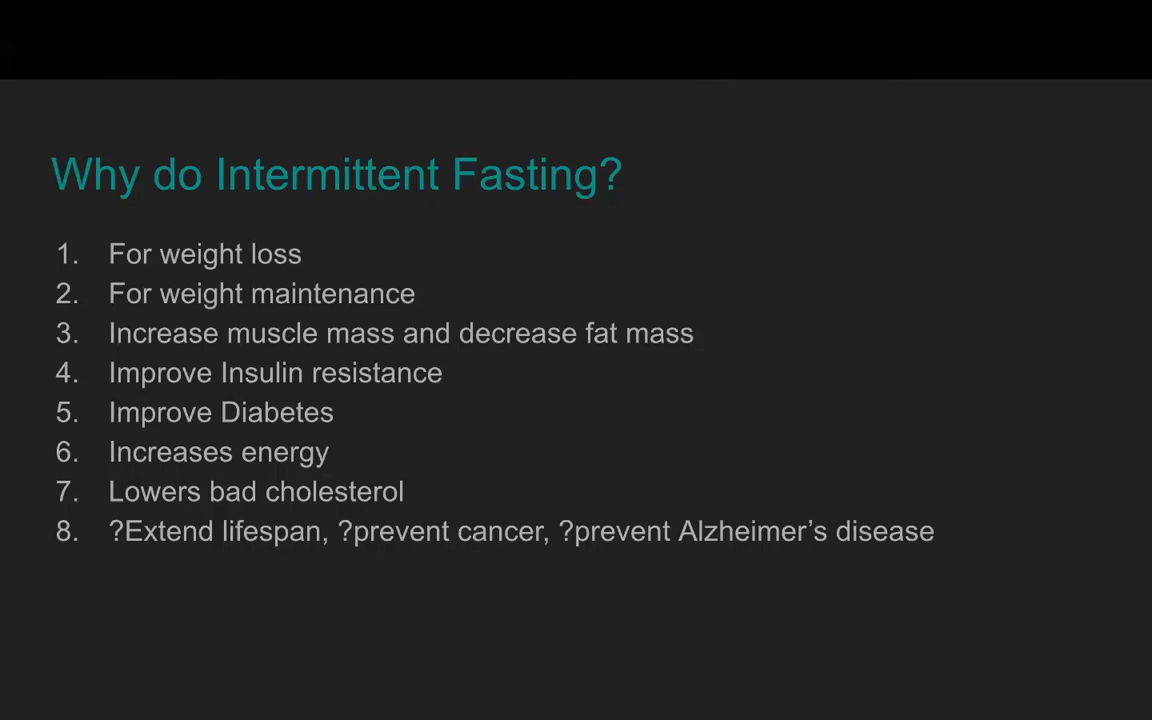 Why do Intermittent Fasting?
1. For weight loss
2. For weight maintenance
3. Increase muscle mass and decrease fat mass
4. Improve Insulin resistance
5. Improve Diabetes
6. Increases energy
7. Lowers bad cholesterol
8. ?Extend lifespan, ?prevent cancer, ?prevent Alzheimer’s disease